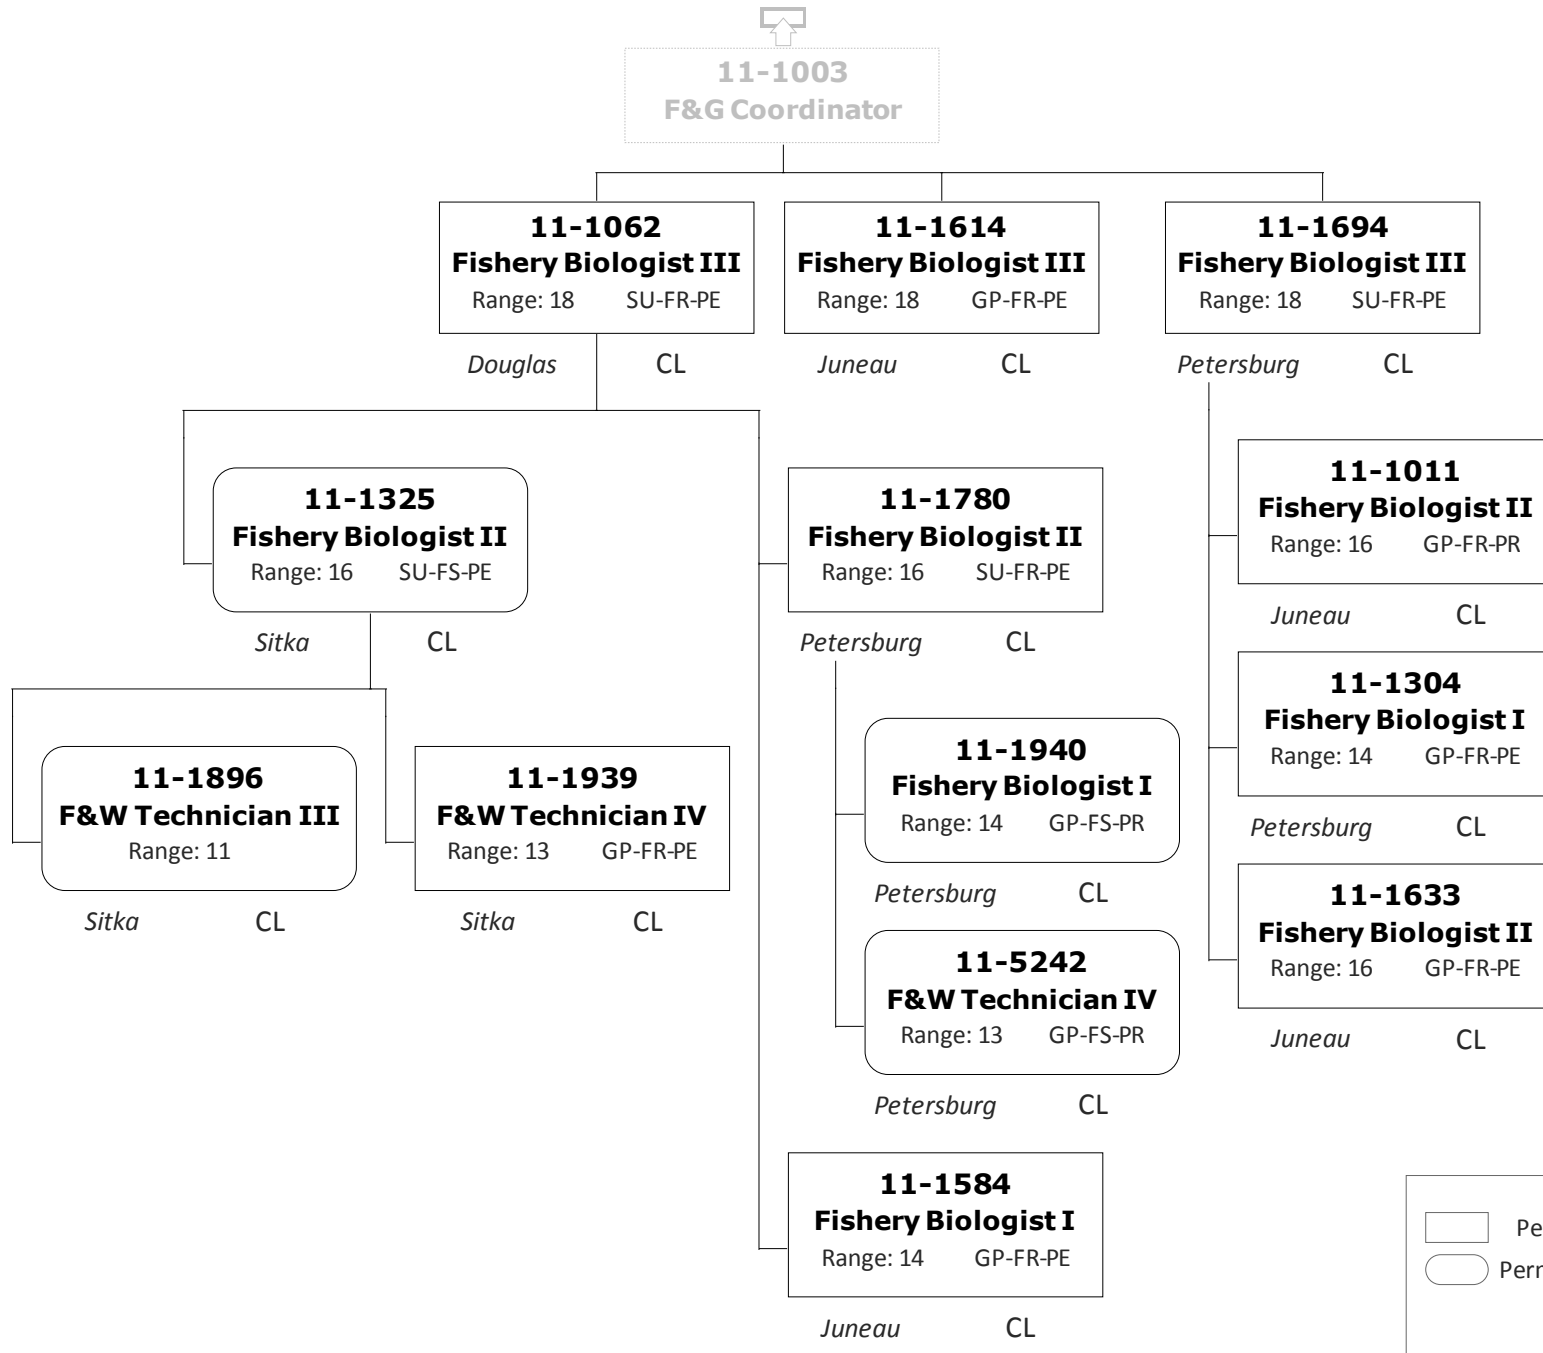 11-1003
F&G Coordinator
11-1062
Fishery Biologist III
Range: 18 SU-FR-PE
Douglas CL
11-1614
Fishery Biologist III
Range: 18 GP-FR-PE
Juneau CL
11-1694
Fishery Biologist III
Range: 18 SU-FR-PE
Petersburg CL
11-1325
Fishery Biologist II
Range: 16 SU-FS-PE
Sitka CL
11-1896
F&W Technician III
Range: 11
Sitka CL
11-1939
F&W Technician IV
Range: 13 GP-FR-PE
Sitka CL
11-1780
Fishery Biologist II
Range: 16 SU-FR-PE
Petersburg CL
11-1940
Fishery Biologist I
Range: 14 GP-FS-PR
Petersburg CL
11-5242
F&W Technician IV
Range: 13 GP-FS-PR
Petersburg CL
11-1584
Fishery Biologist I
Range: 14 GP-FR-PE
Juneau CL
11-1011
Fishery Biologist II
Range: 16 GP-FR-PR
Juneau CL
11-1304
Fishery Biologist I
Range: 14 GP-FR-PE
Petersburg CL
11-1633
Fishery Biologist II
Range: 16 GP-FR-PE
Juneau CL